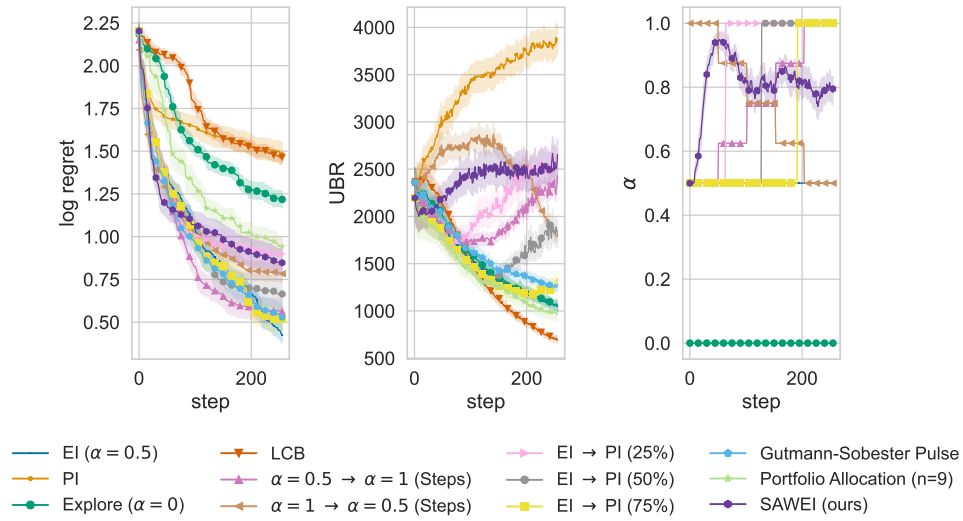 2.25
2.00
1.75
1.50
1.25
1.00
0.75
0.50
log regret
0
200
step
4000
3500
3000
2500
2000
1500
1000
500
UBR
0
200
step
1.0
0.8
0.6
0.4
0.2
0.0
α
0
200
step
EI (α = 0.5)
PI
Explore (α = 0)
LCB
α = 0.5 → α = 1 (Steps)
α = 1 → α = 0.5 (Steps)
EI → PI (25%)
EI → PI (50%)
EI → PI (75%)
Gutmann-Sobester Pulse
Portfolio Allocation (n=9)
SAWEI (ours)